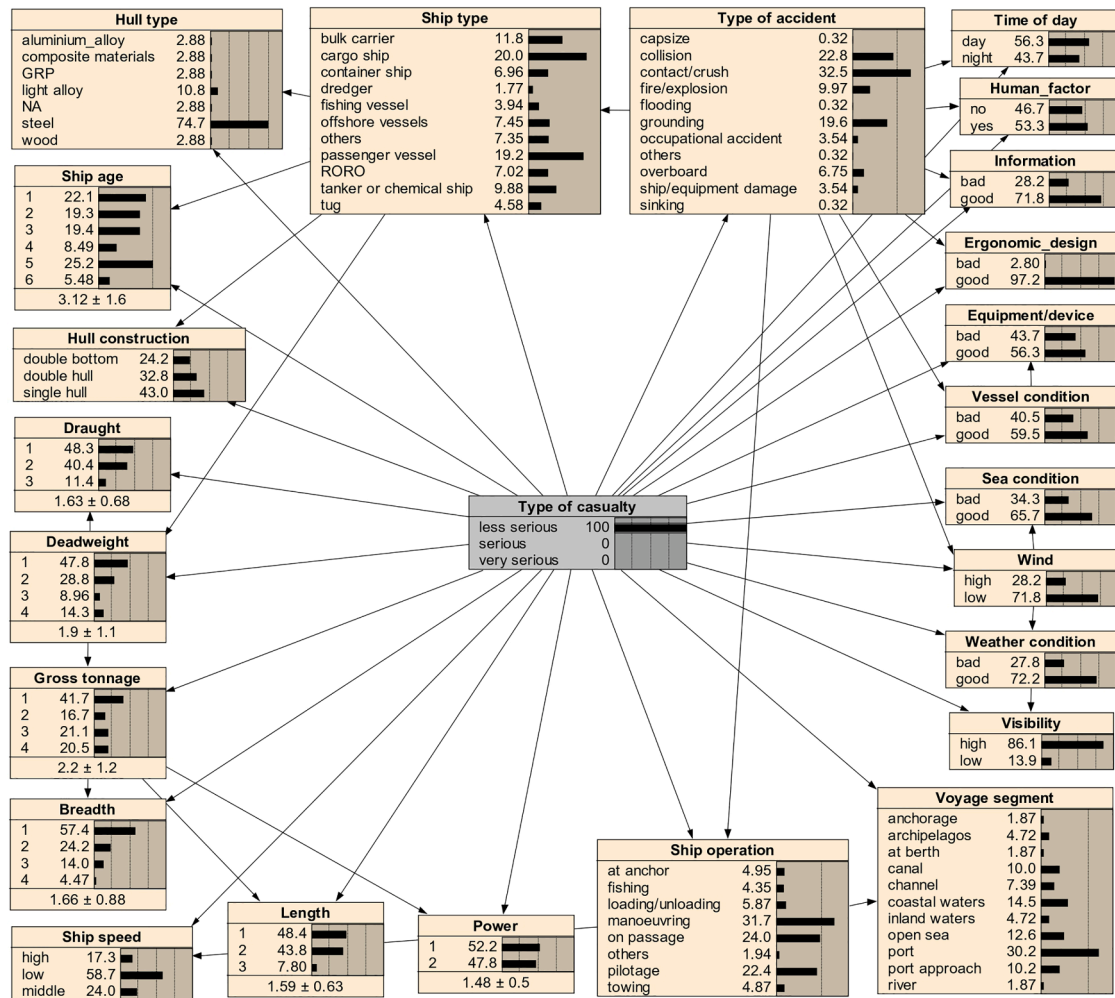 Hull type
aluminium_alloy 2.88
composite materials 2.88
GRP 2.88
light alloy 10.8
NA 2.88
steel 74.7
wood 2.88
Ship type
bulk carrier 11.8
cargo ship 20.0
container ship 6.96
dredger 1.77
fishing vessel 3.94
offshore vessels 7.45
others 7.35
passenger vessel 19.2
RORO 7.02
tanker or chemical ship 9.88
tug 4.58
Type of accident
capsize 0.32
collision 22.8
contact/crush 32.5
fire/explosion 9.97
flooding 0.32
grounding 19.6
occupational accident 3.54
others 0.32
overboard 6.75
ship/equipment damage 3.54
sinking 0.32
Time of day
day 56.3
night 43.7
Human_factor
no 46.7
yes 53.3
Information
bad 28.2
good 71.8
Ergonomic_design
bad 2.80
good 97.2
Equipment/device
bad 43.7
good 56.3
Vessel condition
bad 40.5
good 59.5
Sea condition
bad 34.3
good 65.7
Wind
high 28.2
low 71.8
Weather condition
bad 27.8
good 72.2
Visibility
high 86.1
low 13.9
Ship age
1 22.1
2 19.3
3 19.4
4 8.49
5 25.2
6 5.48
3.12 ± 1.6
Hull construction
double bottom 24.2
double hull 32.8
single hull 43.0
Draught
1 48.3
2 40.4
3 11.4
1.63 ± 0.68
Type of casualty
less serious 100
serious 0
very serious 0
Deadweight
1 47.8
2 28.8
3 8.96
4 14.3
1.9 ± 1.1
Gross tonnage
1 41.7
2 16.7
3 21.1
4 20.5
2.2 ± 1.2
Breadth
1 57.4
2 24.2
3 14.0
4 4.47
1.66 ± 0.88
Ship speed
high 17.3
low 58.7
middle 24.0
Length
1 48.4
2 43.8
3 7.80
1.59 ± 0.63
Power
1 52.2
2 47.8
1.48 ± 0.5
Ship operation
at anchor 4.95
fishing 4.35
loading/unloading 5.87
manoeuvring 31.7
on passage 24.0
others 1.94
pilotage 22.4
towing 4.87
Voyage segment
anchorage 1.87
archipelagos 4.72
at berth 1.87
canal 10.0
channel 7.39
coastal waters 14.5
inland waters 4.72
open sea 12.6
port 30.2
port approach 10.2
river 1.87